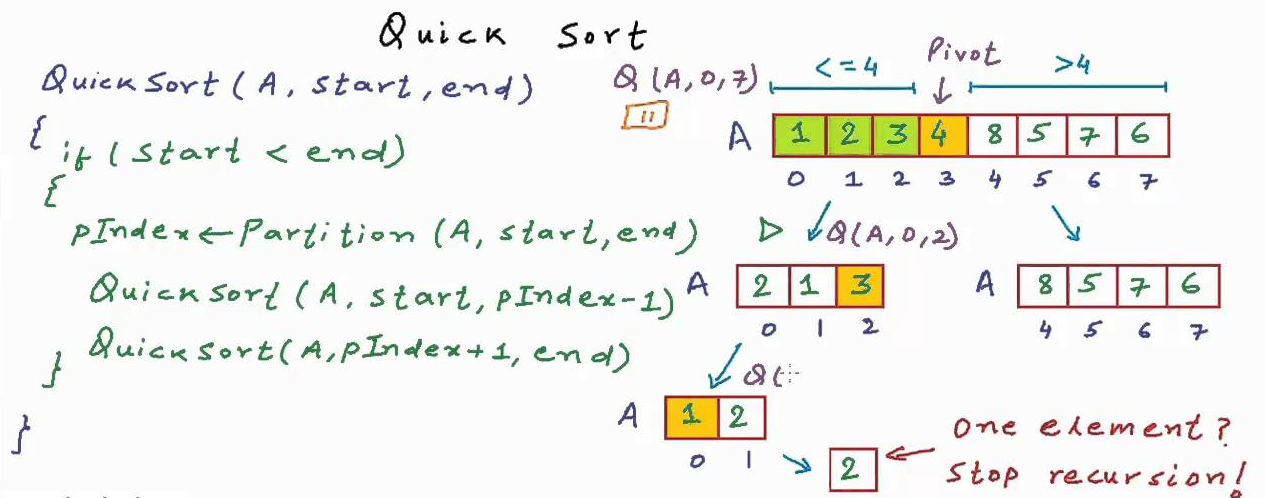 Quick Sort
QuickSort(A, start, end)
{
if (start < end)
{
pIndex←Partition (A, start, end)
QuickSort(A, start, pIndex-1)
QuickSort(A, pIndex+1, end)
}
}
Q(A,0,7) <=4 Pivot >4
11
A 1 2 3 4 8 5 7 6
0 1 2 3 4 5 6 7
Q(A,0,2)
A 2 1 3 A 8 5 7 6
0 1 2 4 5 6 7
Q(
A 1 2
0 1
2
One element?
Stop recursion!